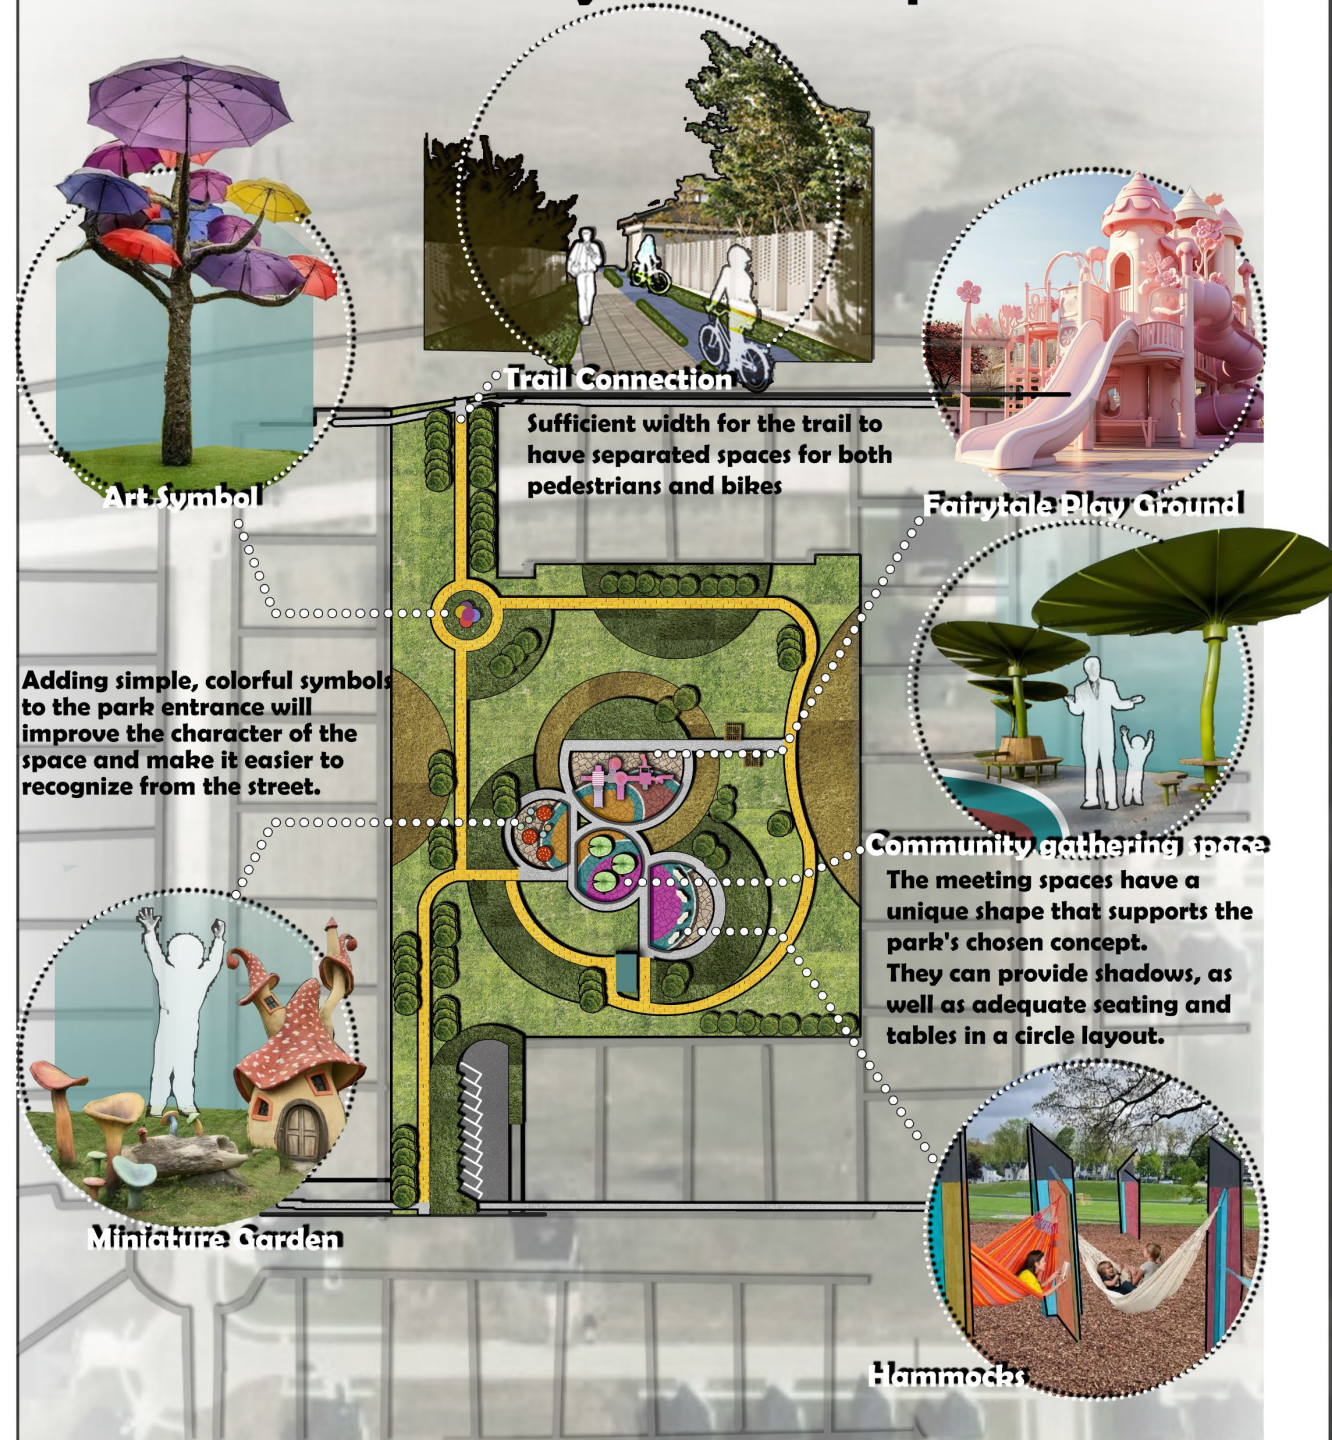 Trail Connection
Sufficient width for the trail to
have separated spaces for both
pedestrians and bikes
Art Symbol
Fairytale Play Ground
Adding simple, colorful symbols
to the park entrance will
improve the character of the
space and make it easier to
recognize from the street.
Community gathering space
The meeting spaces have a
unique shape that supports the
park's chosen concept.
They can provide shadows, as
well as adequate seating and
tables in a circle layout.
Miniature Garden
Hammocks